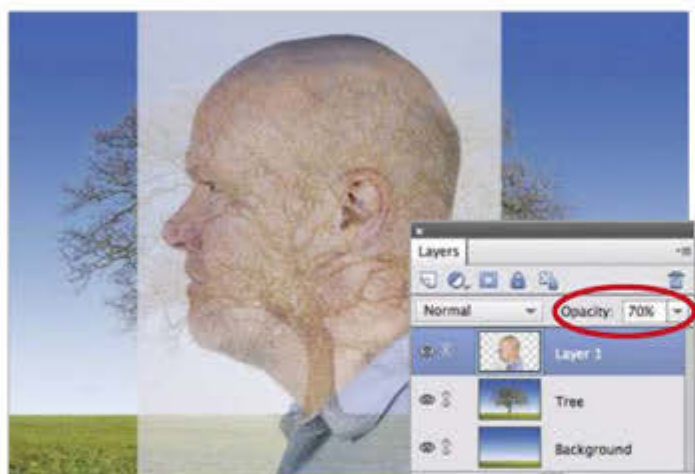 Layers
Normal Opacity: 70%
Layer 1
Tree
Background